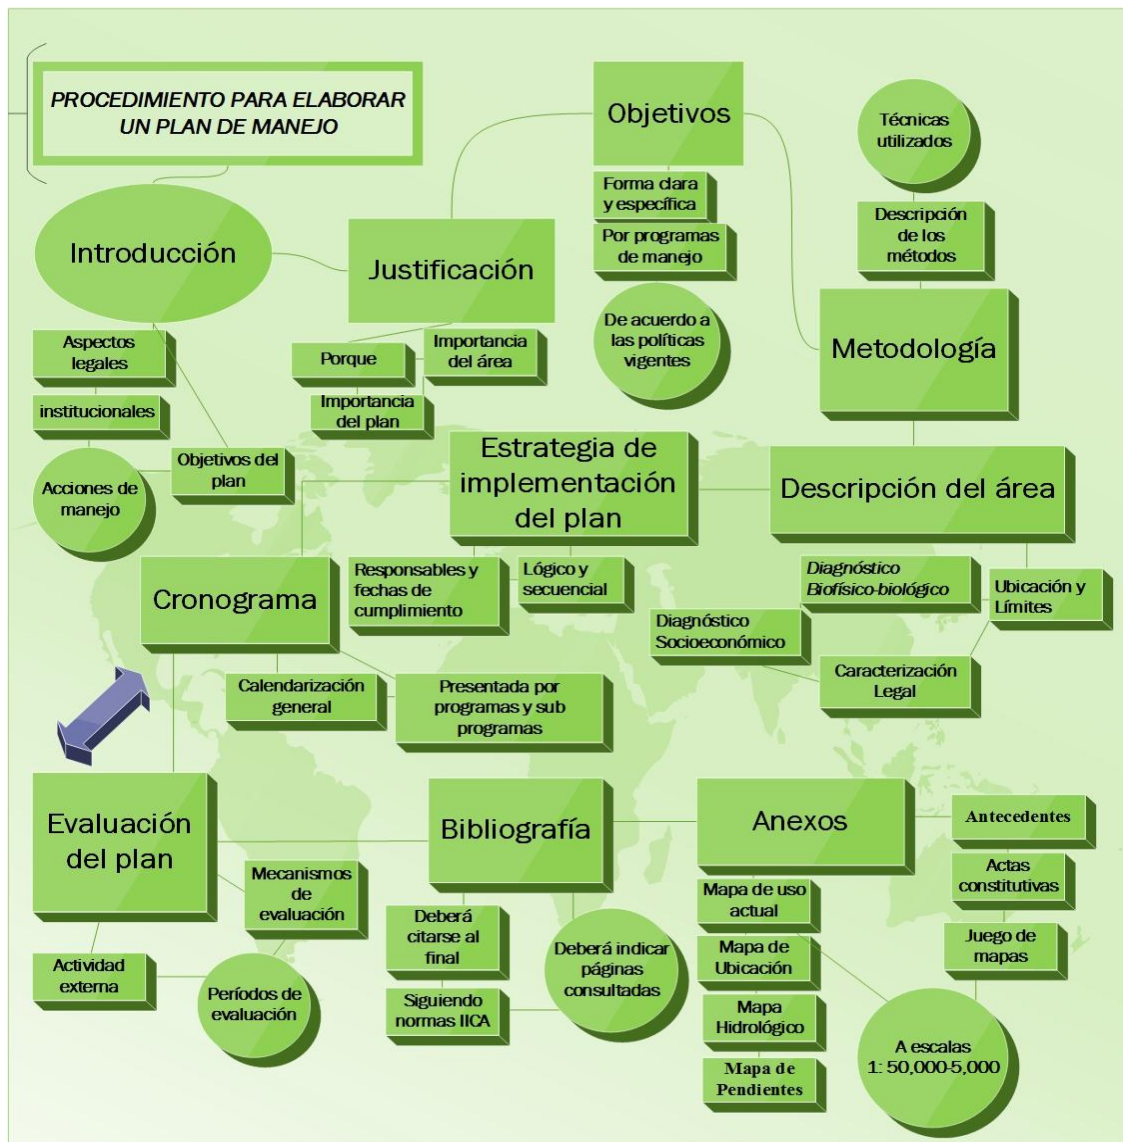 PROCEDIMIENTO PARA ELABORAR
UN PLAN DE MANEJO
Introducción
Aspectos
legales
institucionales
Acciones de
manejo
Objetivos del
plan
Justificación
Porque
Importancia
del área
Importancia
del plan
Objetivos
Forma clara
y específica
Por programas
de manejo
De acuerdo a
las políticas
vigentes
Técnicas
utilizados
Descripción
de los
métodos
Metodología
Descripción del área
Diagnóstico
Biofísico-biológico
Ubicación y
Límites
Diagnóstico
Socioeconómico
Caracterización
Legal
Estrategia de
implementación
del plan
Responsables y
fechas de
cumplimiento
Lógico y
secuencial
Cronograma
Calendarización
general
Presentada por
programas y sub
programas
Evaluación
del plan
Mecanismos
de
evaluación
Actividad
externa
Períodos de
evaluación
Bibliografía
Deberá
citarse al
final
Siguiendo
normas IICA
Deberá indicar
páginas
consultadas
Anexos
Mapa de uso
actual
Mapa de
Ubicación
Mapa
Hidrológico
Mapa de
Pendientes
Antecedentes
Actas
constitutivas
Juego de
mapas
A escalas
1: 50,000-5,000